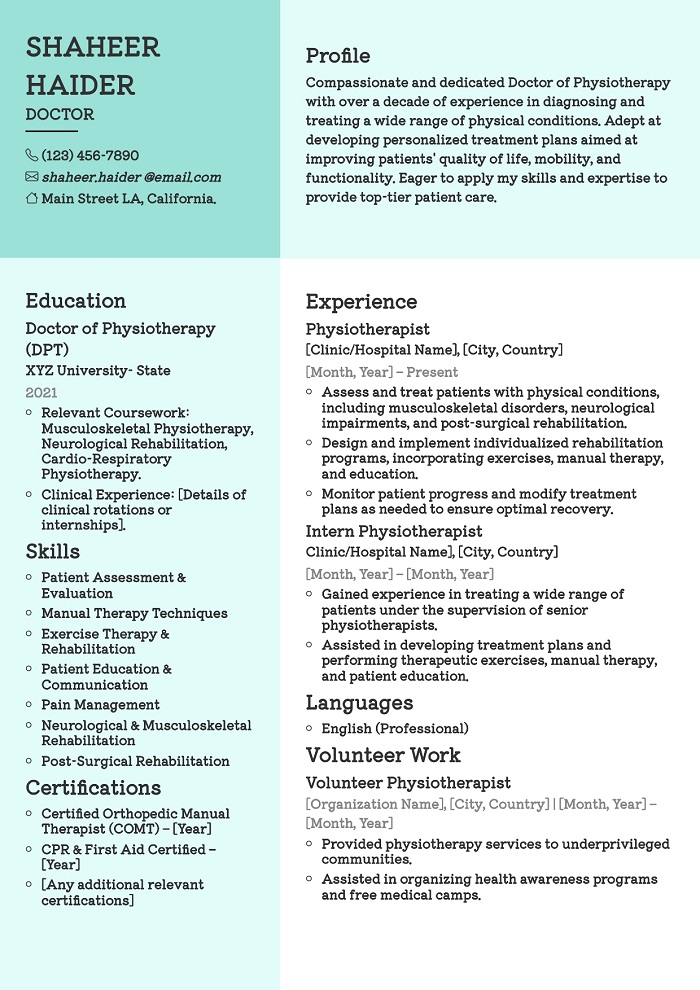 SHAHEER
HAIDER
DOCTOR
(123) 456-7890
shaheer.haider @email.com
Main Street LA, California.
Profile
Compassionate and dedicated Doctor of Physiotherapy
with over a decade of experience in diagnosing and
treating a wide range of physical conditions. Adept at
developing personalized treatment plans aimed at
improving patients' quality of life, mobility, and
functionality. Eager to apply my skills and expertise to
provide top-tier patient care.
Education
Doctor of Physiotherapy
(DPT)
XYZ University- State
2021
Relevant Coursework:
Musculoskeletal Physiotherapy,
Neurological Rehabilitation,
Cardio-Respiratory
Physiotherapy.
Clinical Experience: [Details of
clinical rotations or
internships].
Skills
Patient Assessment &
Evaluation
Manual Therapy Techniques
Exercise Therapy &
Rehabilitation
Patient Education &
Communication
Pain Management
Neurological & Musculoskeletal
Rehabilitation
Post-Surgical Rehabilitation
Certifications
Certified Orthopedic Manual
Therapist (COMT) – [Year]
CPR & First Aid Certified –
[Year]
[Any additional relevant
certifications]
Experience
Physiotherapist
[Clinic/Hospital Name], [City, Country]
[Month, Year] – Present
Assess and treat patients with physical conditions,
including musculoskeletal disorders, neurological
impairments, and post-surgical rehabilitation.
Design and implement individualized rehabilitation
programs, incorporating exercises, manual therapy,
and education.
Monitor patient progress and modify treatment
plans as needed to ensure optimal recovery.
Intern Physiotherapist
Clinic/Hospital Name], [City, Country]
[Month, Year] – [Month, Year]
Gained experience in treating a wide range of
patients under the supervision of senior
physiotherapists.
Assisted in developing treatment plans and
performing therapeutic exercises, manual therapy,
and patient education.
Languages
English (Professional)
Volunteer Work
Volunteer Physiotherapist
[Organization Name], [City, Country] | [Month, Year] –
[Month, Year]
Provided physiotherapy services to underprivileged
communities.
Assisted in organizing health awareness programs
and free medical camps.